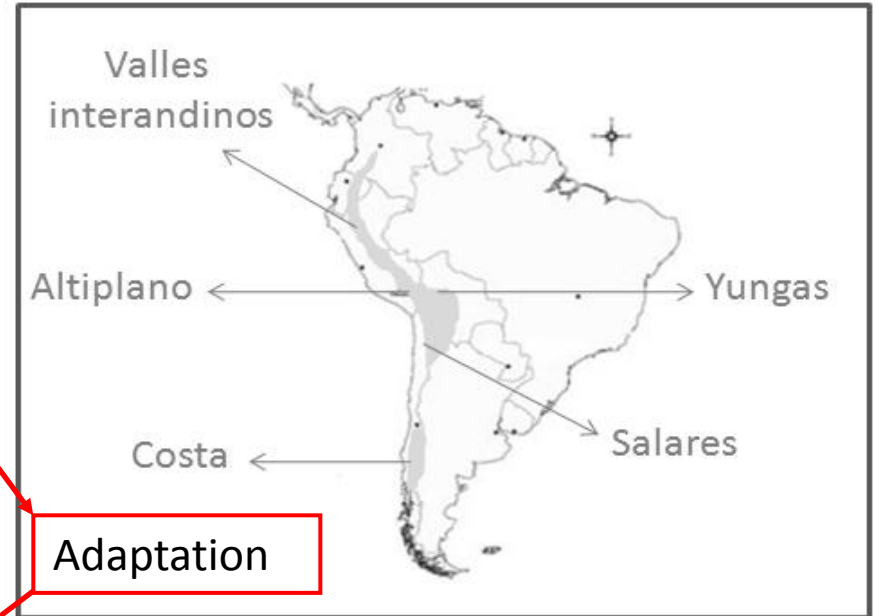 Valles
interandinos
Altiplano
Yungas
Salares
Costa
Adaptation